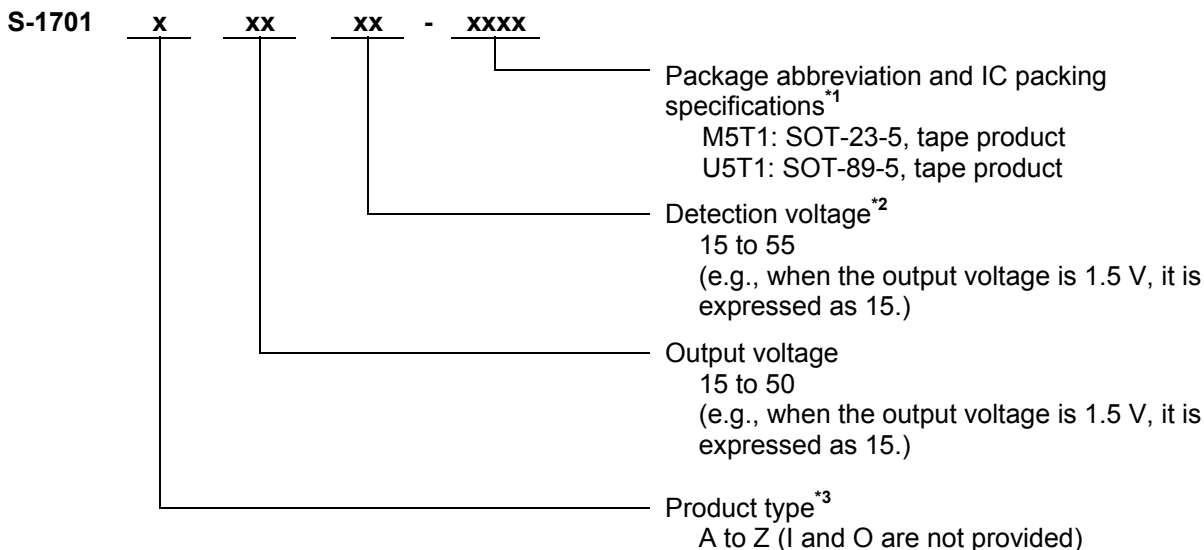 S-1701 x xx xx - xxxx
Package abbreviation and IC packing
specifications*1
M5T1: SOT-23-5, tape product
U5T1: SOT-89-5, tape product
Detection voltage*2
15 to 55
(e.g., when the output voltage is 1.5 V, it is
expressed as 15.)
Output voltage
15 to 50
(e.g., when the output voltage is 1.5 V, it is
expressed as 15.)
Product type*3
A to Z (I and O are not provided)